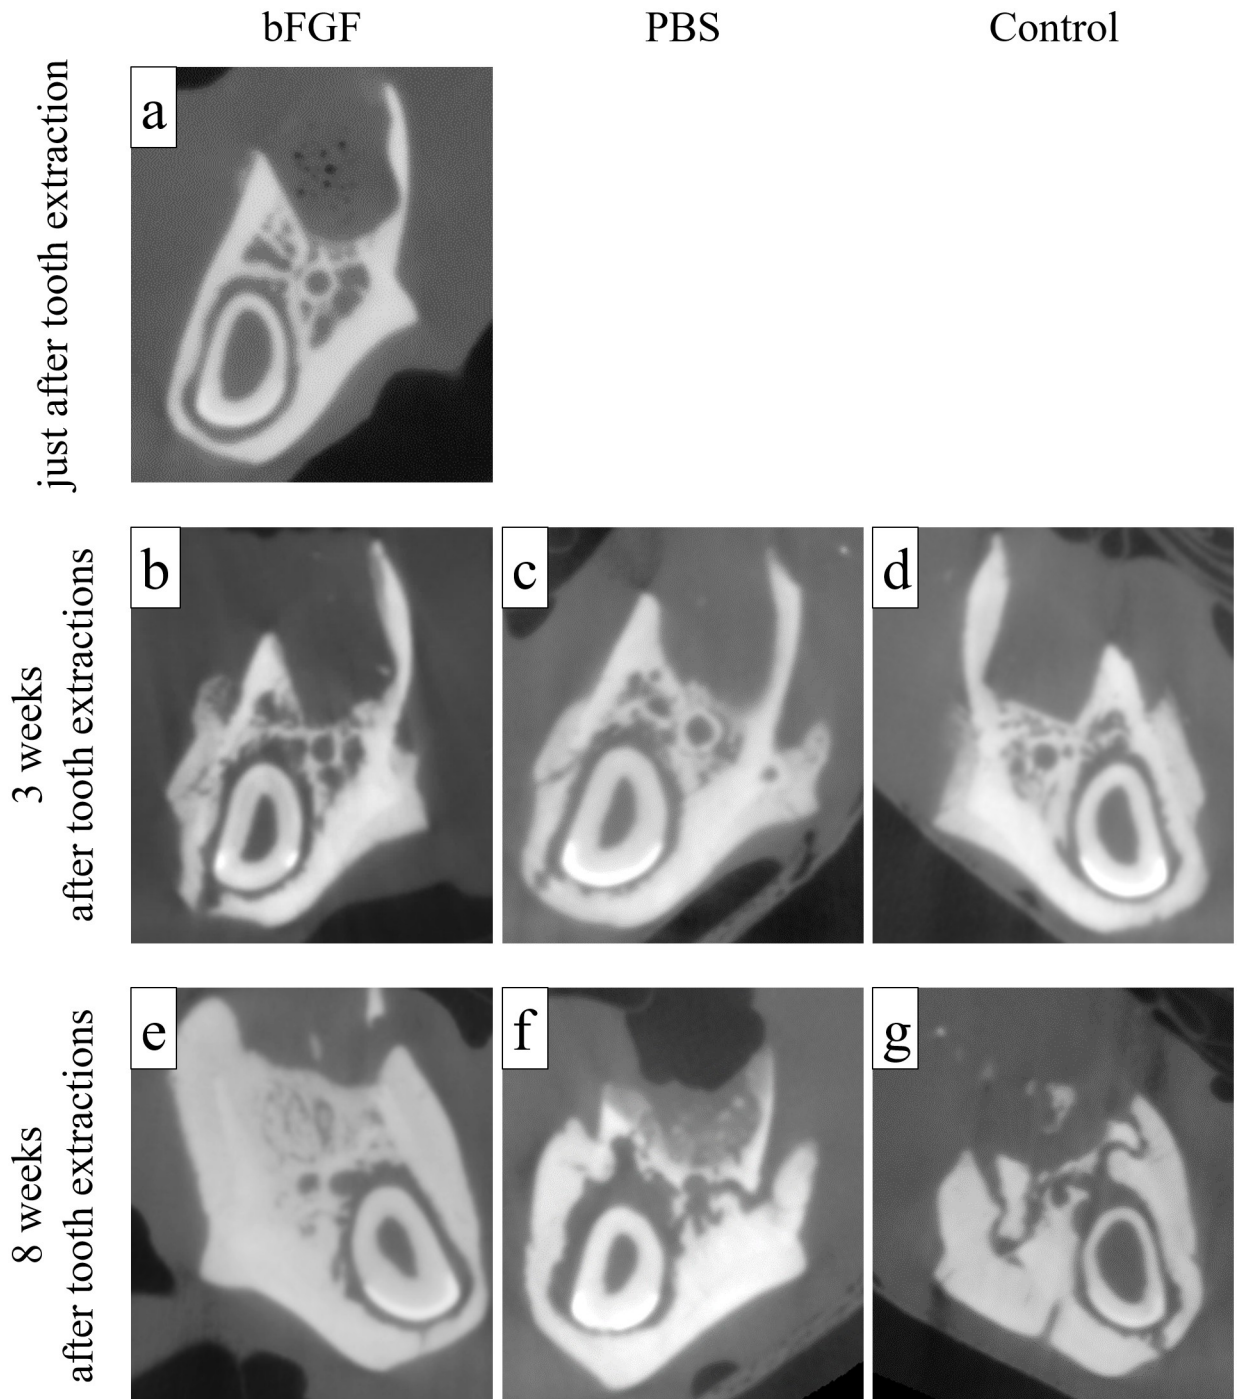 bFGF PBS Control
just after tooth extraction
a
3 weeks
after tooth extractions
b c d
8 weeks
after tooth extractions
e f g